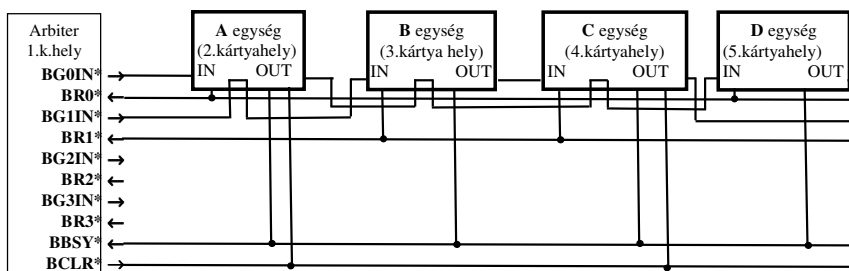 Arbiter
1.k.hely
BG0IN*
BR0*
BG1IN*
BR1*
BG2IN*
BR2*
BG3IN*
BR3*
BBSY*
BCLR*
A egység
(2.kártyahely)
IN OUT
B egység
(3.kártya hely)
IN OUT
C egység
(4.kártyahely)
IN OUT
D egység
(5.kártyahely)
IN OUT